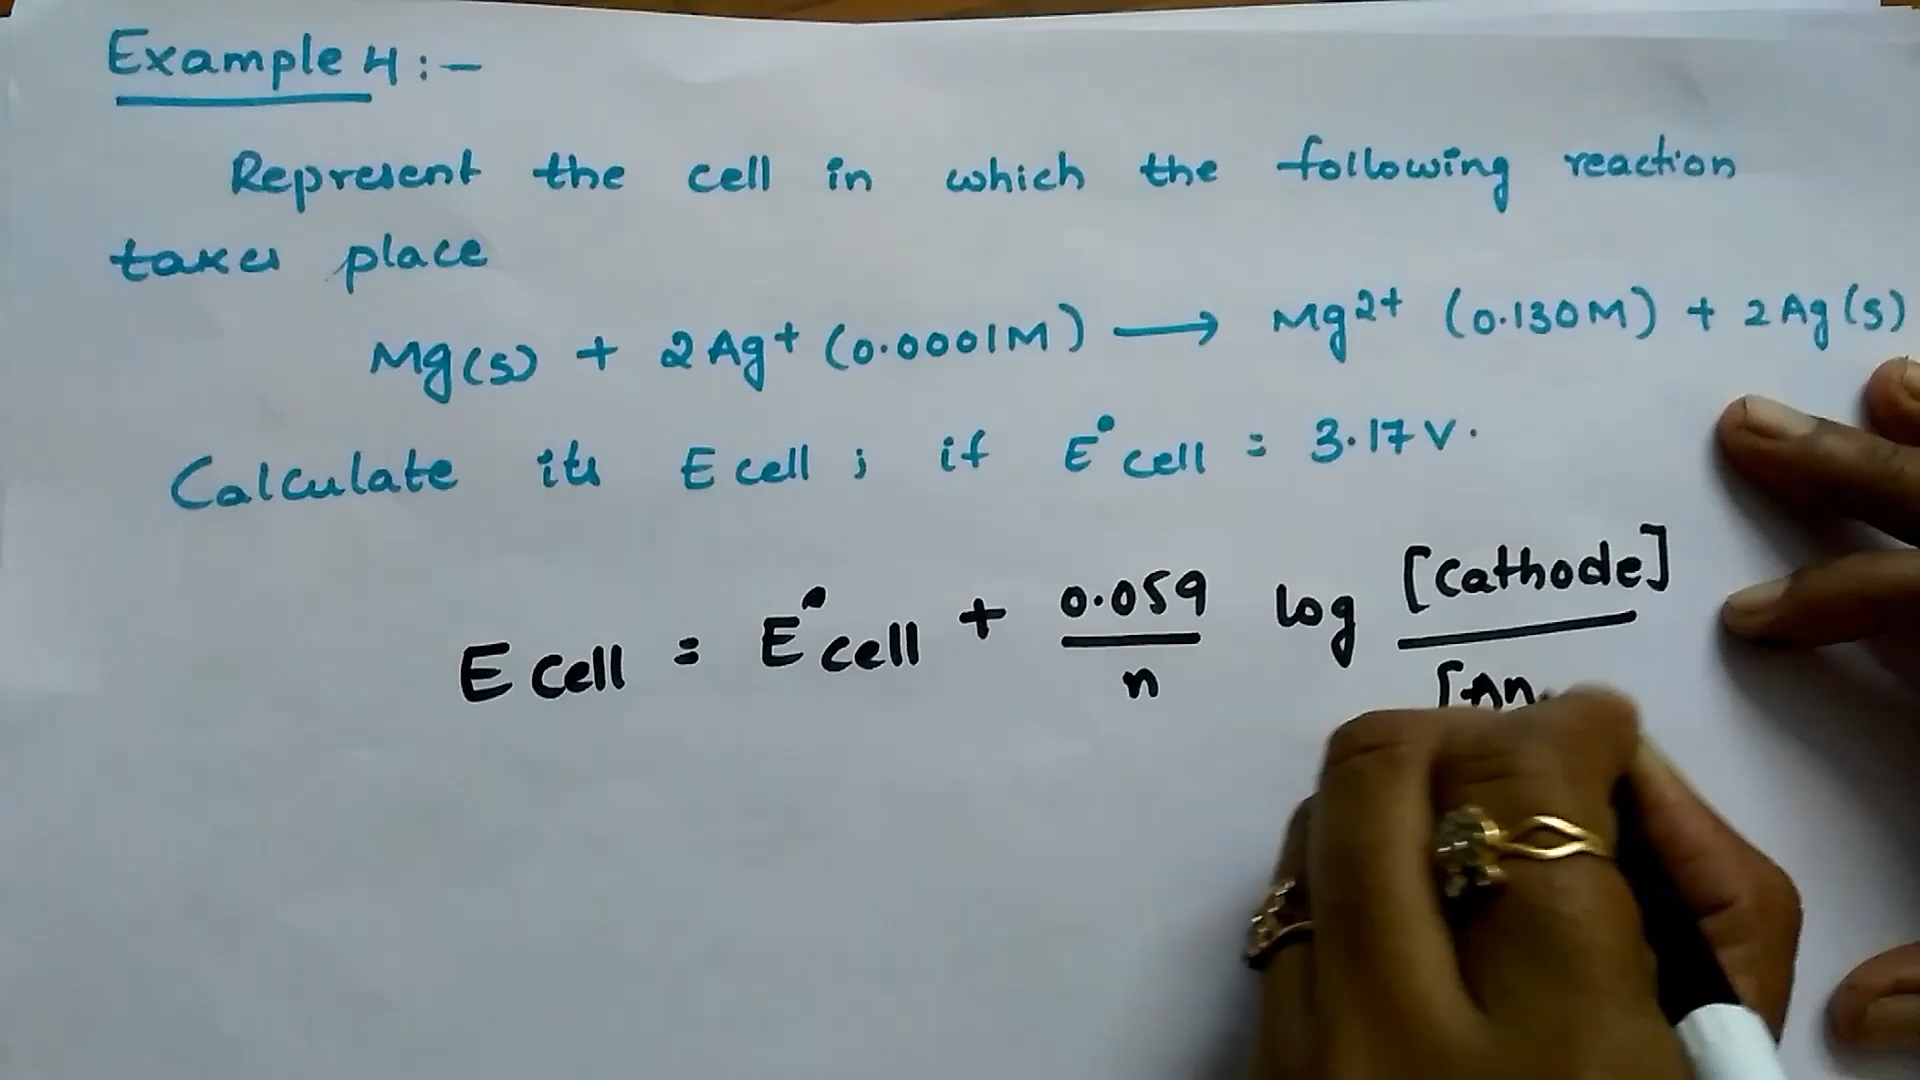 Example 4:-
Represent the cell in which the following reaction
takes place
Mg(s) + 2Ag+ (0.0001M) → Mg2+ (0.130M) + 2Ag(s)
Calculate its E cell ; if E° cell = 3.17V.
E cell = E° cell + 0.059/n log [Cathode]/[An